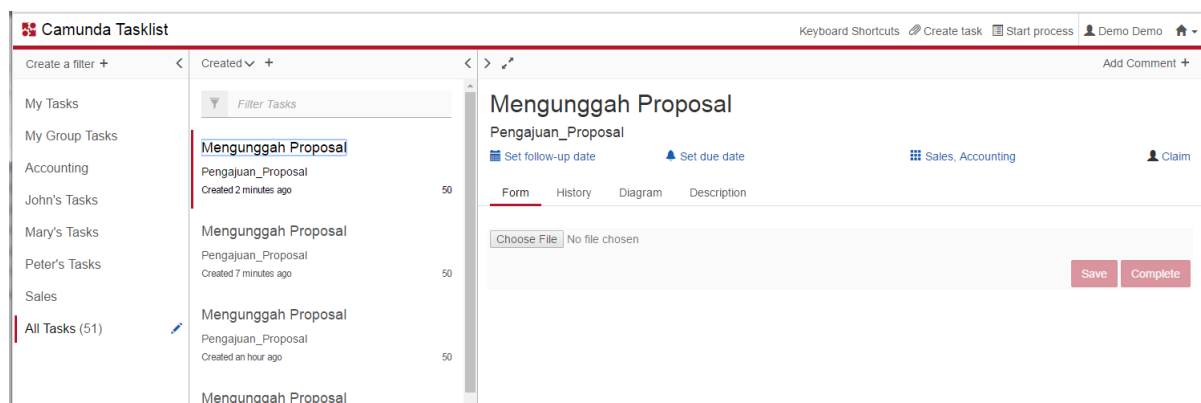 Camunda Tasklist
Keyboard Shortcuts Create task Start process Demo Demo
Create a filter +
Created +
Add Comment +
My Tasks
My Group Tasks
Accounting
John's Tasks
Mary's Tasks
Peter's Tasks
Sales
All Tasks (51)
Filter Tasks
Mengunggah Proposal
Pengajuan_Proposal
Created 2 minutes ago 50
Mengunggah Proposal
Pengajuan_Proposal
Created 7 minutes ago 50
Mengunggah Proposal
Pengajuan_Proposal
Created an hour ago 50
Mengunggah Proposal
Mengunggah Proposal
Pengajuan_Proposal
Set follow-up date Set due date Sales, Accounting Claim
Form History Diagram Description
Choose File No file chosen
Save Complete